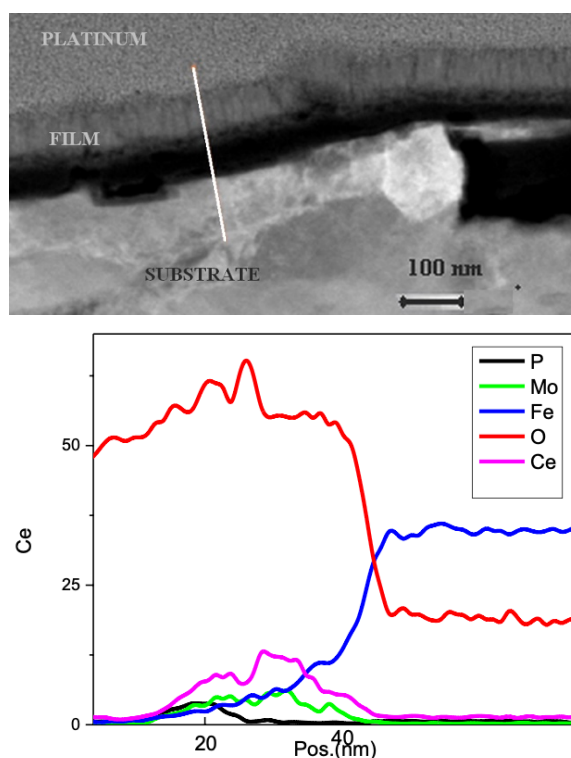 PLATINUM
FILM
SUBSTRATE
100 nm
P
Mo
Fe
O
Ce
50
25
0
Ce
20
40
Pos.(nm)